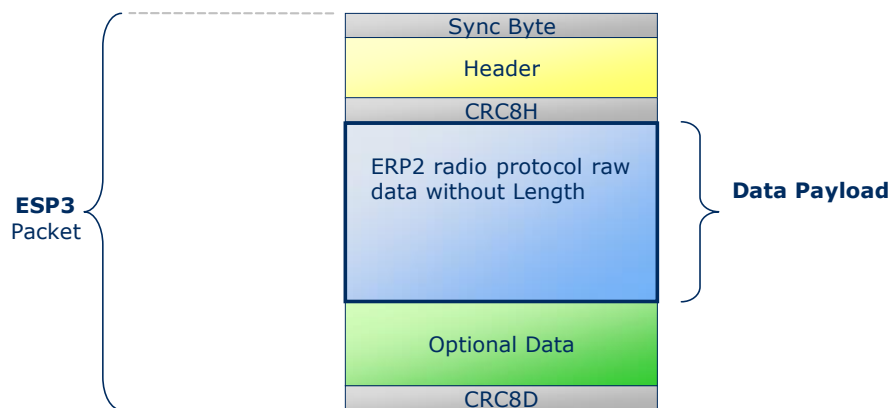 Sync Byte
Header
CRC8H
ERP2 radio protocol raw
data without Length
Data Payload
ESP3
Packet
Optional Data
CRC8D